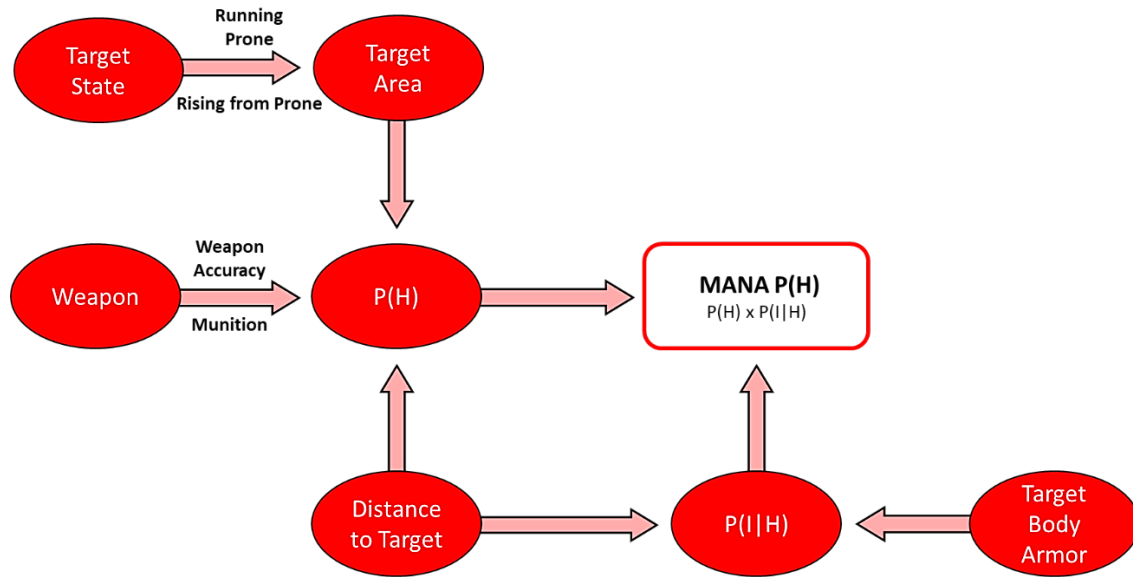 Running
Prone
Target
State
Target
Area
Rising from Prone
Weapon
Accuracy
Weapon
P(H)
MANA P(H)
P(H) x P(I|H)
Munition
Distance
to Target
P(I|H)
Target
Body
Armor